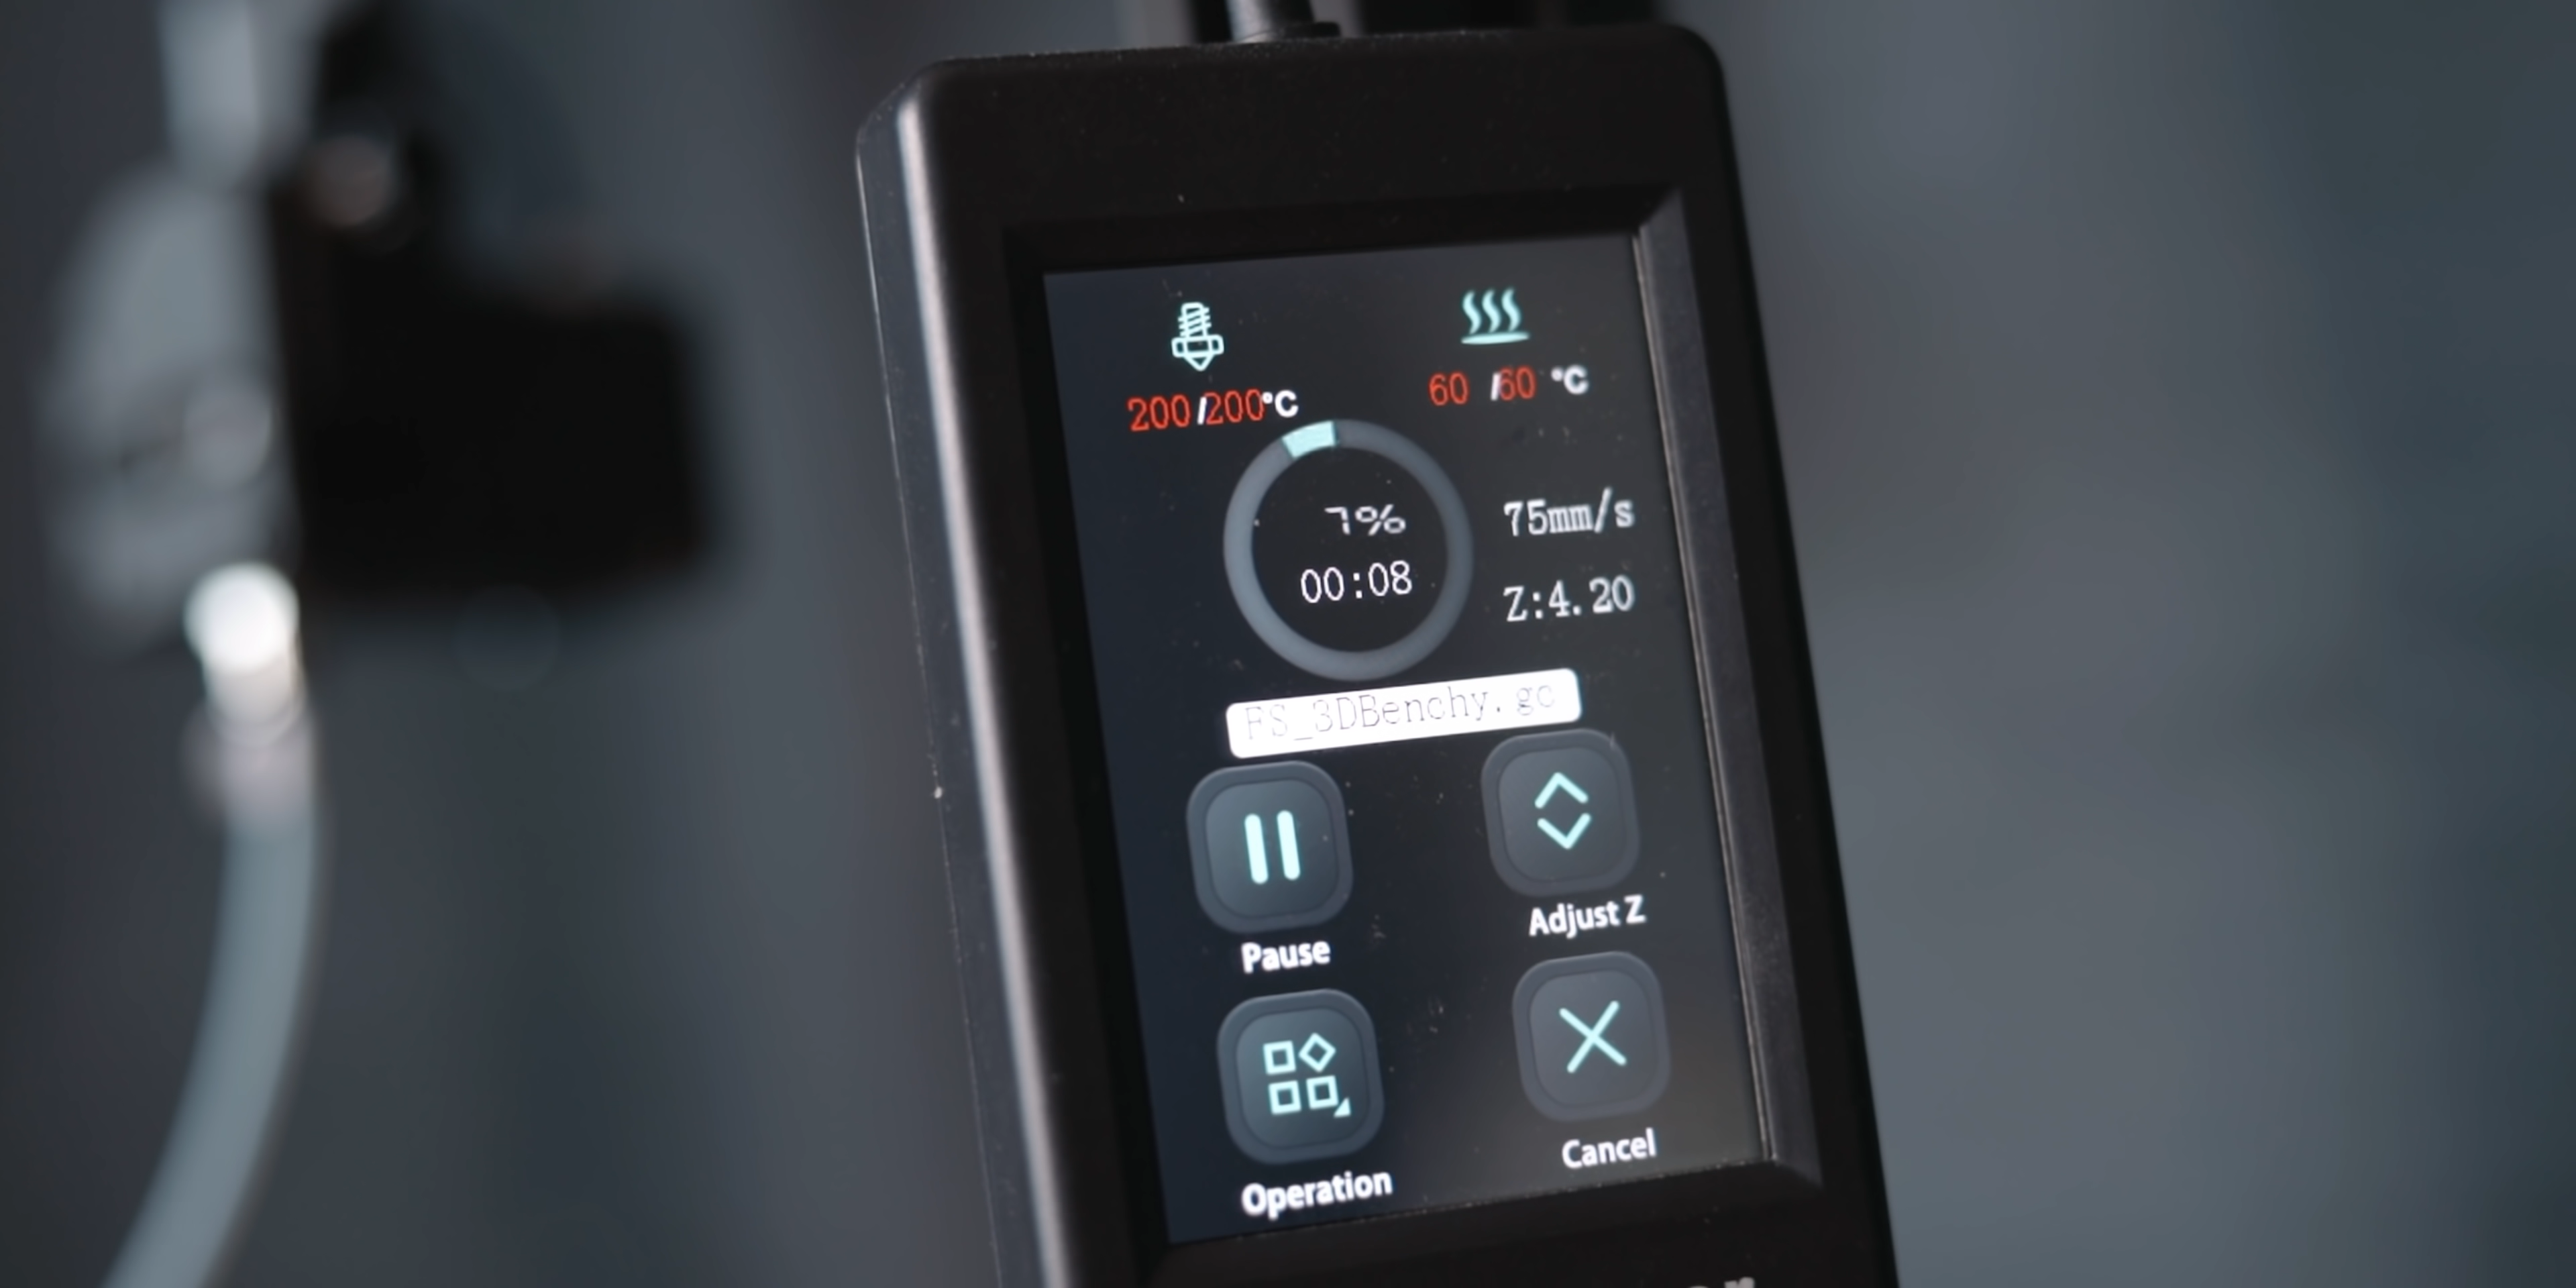 200/200°C
60 /60 °C
7%
00:08
75mm/s
Z:4.20
FS_3DBenchy.gc
Pause
Adjust Z
Operation
Cancel